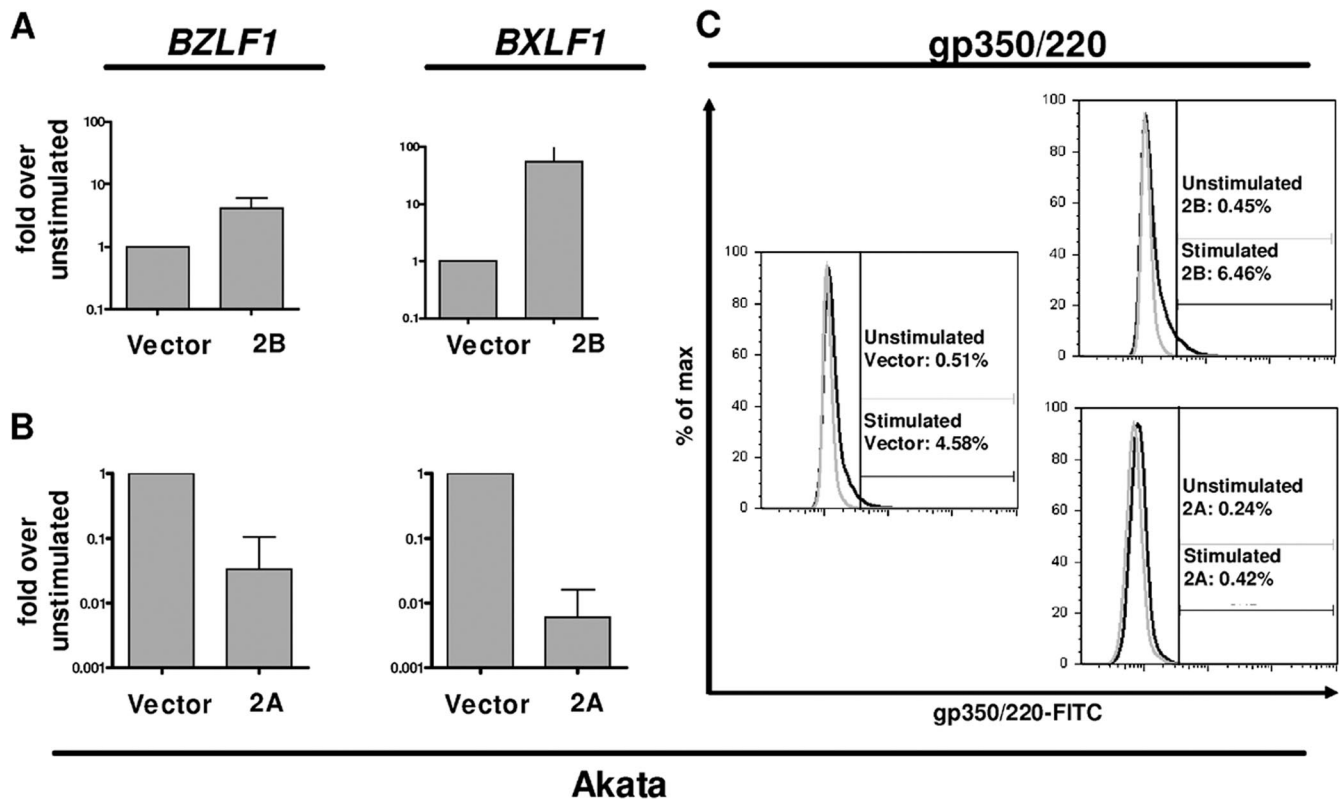 A
BZLF1
BXLF1
fold over
unstimulated
100
10
1
0.1
Vector 2B
100
10
1
0.1
Vector 2B
B
fold over
unstimulated
1
0.1
0.01
0.001
Vector 2A
1
0.1
0.01
0.001
Vector 2A
C
gp350/220
% of max
100
80
60
40
20
0
Unstimulated
Vector: 0.51%
Stimulated
Vector: 4.58%
100
80
60
40
20
0
Unstimulated
2B: 0.45%
Stimulated
2B: 6.46%
100
80
60
40
20
0
Unstimulated
2A: 0.24%
Stimulated
2A: 0.42%
gp350/220-FITC
Akata